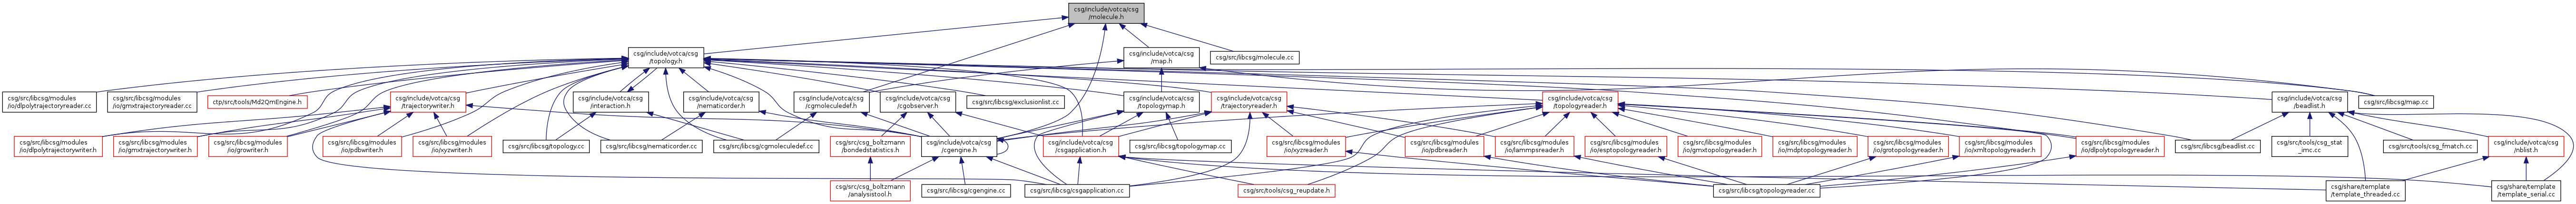 csg/include/votca/csg
/molecule.h
csg/include/votca/csg
/topology.h
csg/include/votca/csg
/map.h
csg/src/libcsg/molecule.cc
csg/src/libcsg/modules
/io/dlpolytrajectoryreader.cc
csg/src/libcsg/modules
/io/gmxtrajectoryreader.cc
ctp/src/tools/Md2QmEngine.h
csg/include/votca/csg
/trajectorywriter.h
csg/include/votca/csg
/interaction.h
csg/include/votca/csg
/nematicorder.h
csg/include/votca/csg
/cgmoleculedef.h
csg/include/votca/csg
/cgobserver.h
csg/src/libcsg/exclusionlist.cc
csg/include/votca/csg
/topologymap.h
csg/include/votca/csg
/trajectoryreader.h
csg/include/votca/csg
/topologyreader.h
csg/include/votca/csg
/beadlist.h
csg/src/libcsg/map.cc
csg/src/libcsg/modules
/io/dlpolytrajectorywriter.h
csg/src/libcsg/modules
/io/gmxtrajectorywriter.h
csg/src/libcsg/modules
/io/growriter.h
csg/src/libcsg/modules
/io/pdbwriter.h
csg/src/libcsg/modules
/io/xyzwriter.h
csg/src/libcsg/topology.cc
csg/src/libcsg/nematicorder.cc
csg/src/libcsg/cgmoleculedef.cc
csg/src/csg_boltzmann
/bondedstatistics.h
csg/include/votca/csg
/cgengine.h
csg/include/votca/csg
/csgapplication.h
csg/src/libcsg/topologymap.cc
csg/src/libcsg/modules
/io/xyzreader.h
csg/src/libcsg/modules
/io/pdbreader.h
csg/src/libcsg/modules
/io/lammpsreader.h
csg/src/libcsg/modules
/io/esptopologyreader.h
csg/src/libcsg/modules
/io/gmxtopologyreader.h
csg/src/libcsg/modules
/io/mdptopologyreader.h
csg/src/libcsg/modules
/io/grotopologyreader.h
csg/src/libcsg/modules
/io/xmltopologyreader.h
csg/src/libcsg/modules
/io/dlpolytopologyreader.h
csg/src/libcsg/beadlist.cc
csg/src/tools/csg_stat
_imc.cc
csg/src/tools/csg_fmatch.cc
csg/include/votca/csg
/nblist.h
csg/src/csg_boltzmann
/analysistool.h
csg/src/libcsg/cgengine.cc
csg/src/libcsg/csgapplication.cc
csg/src/tools/csg_reupdate.h
csg/src/libcsg/topologyreader.cc
csg/share/template
/template_threaded.cc
csg/share/template
/template_serial.cc